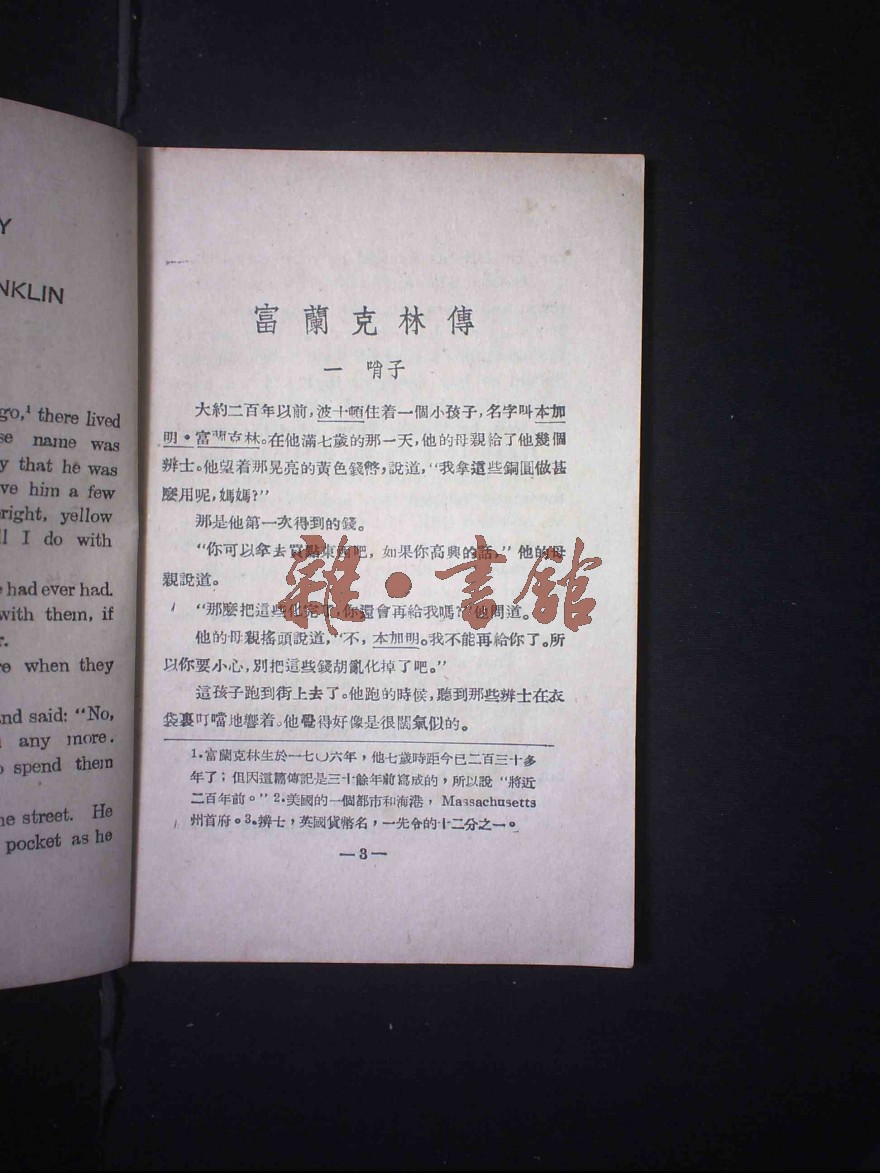 Y
NKLIN
go,¹ there lived
se name was
y that he was
ve him a few
right, yellow
ll I do with
e had ever had.
with them, if
r.
re when they
and said: "No,
any more.
o spend them
he street. He
pocket as he
富蘭克林傳
一 哨子
大約二百年以前,波士頓住着一個小孩子,名字叫本加
明•富蘭克林。在他滿七歲的那一天,他的母親給了他幾個
辨士。他望着那晃亮的黃色錢幣,說道,“我拿這些銅圓做甚
麽用呢,媽媽?”
那是他第一次得到的錢。
“你可以拿去買點東西吧,如果你高興的話,”他的母
親說道。
“那麽把這些化完了,你還會再給我嗎?”他問道。
他的母親搖頭說道,“不,本加明。我不能再給你了。所
以你要小心,別把這些錢胡亂化掉了吧。”
這孩子跑到街上去了。他跑的時候,聽到那些辨士在衣
袋裏叮噹地響着。他覺得好像是很闊氣似的。
1.富蘭克林生於一七〇六年,他七歲時距今已二百三十多
年了;但因這篇傳記是三十餘年前寫成的,所以說“將近
二百年前。”2.美國的一個都市和海港,Massachusetts
州首府。3.辨士,英國貨幣名,一先令的十二分之一。
—3—
雜•書館